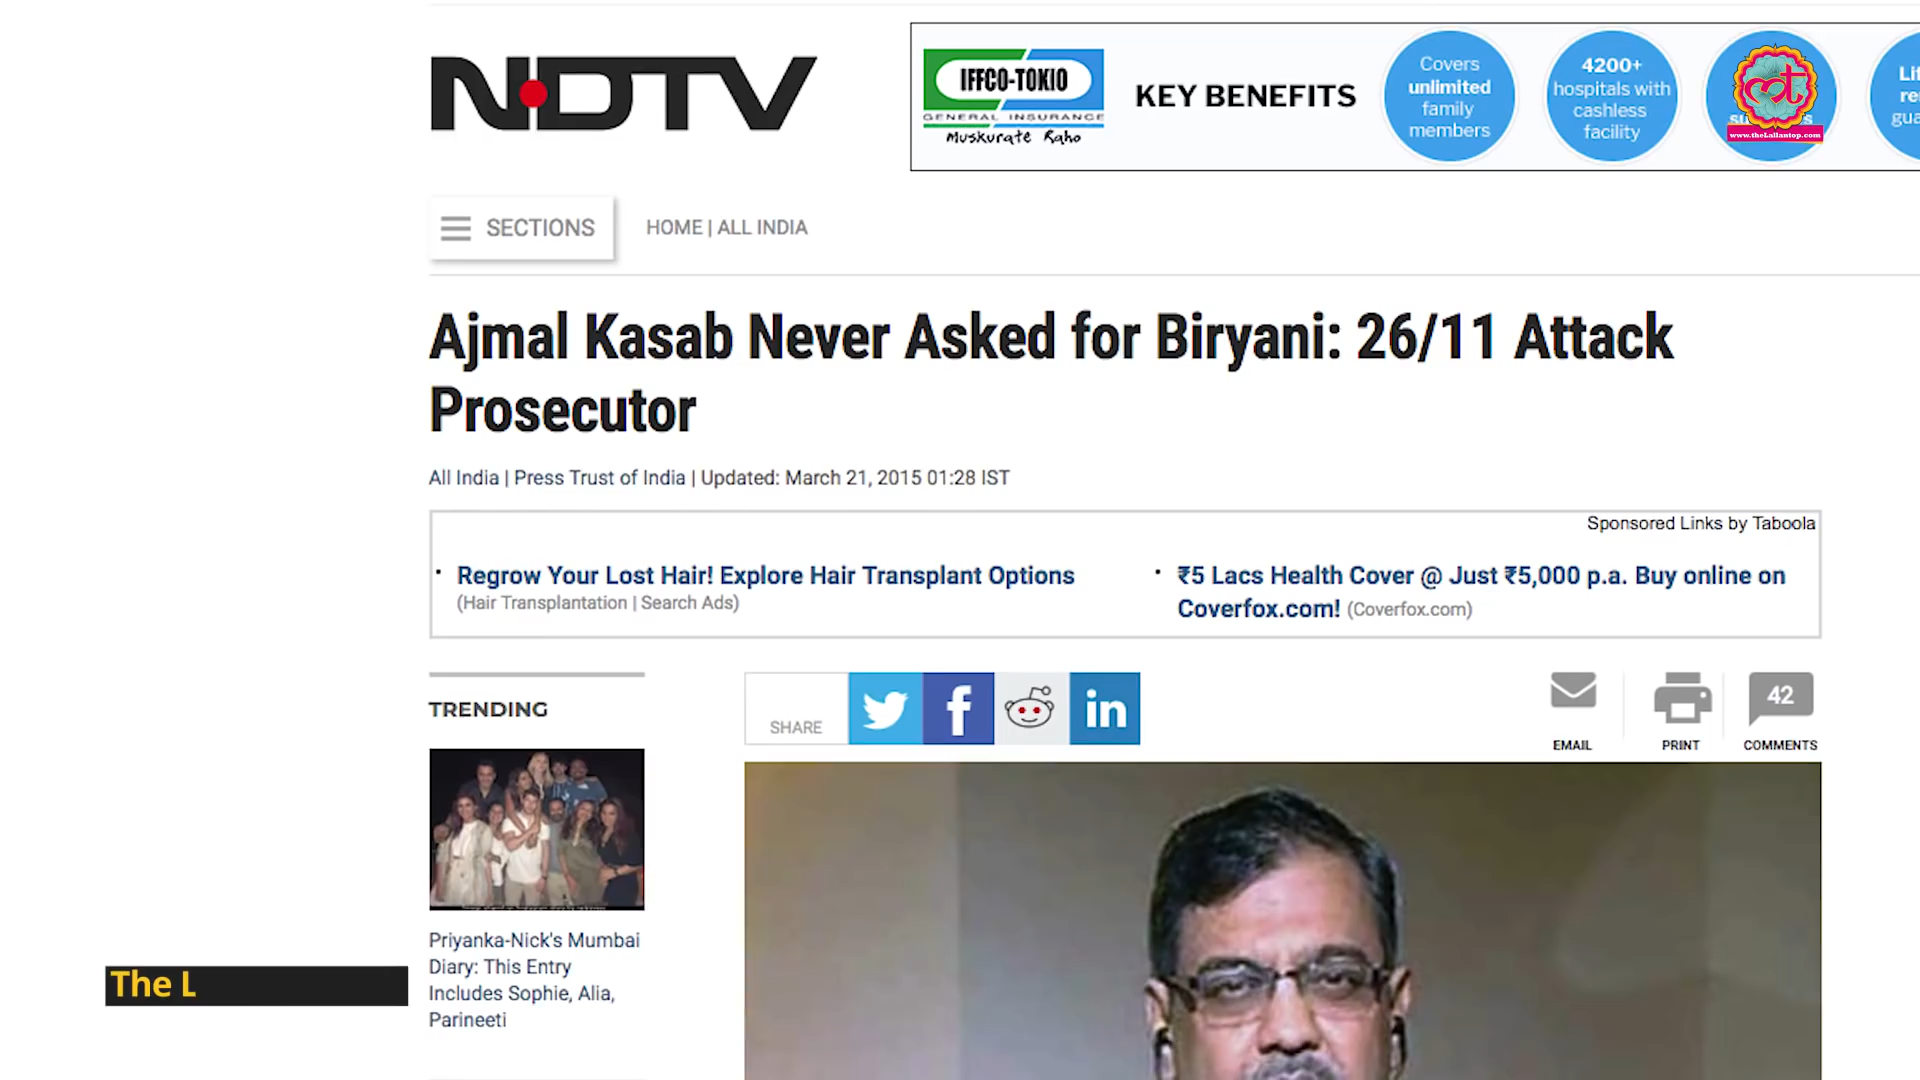 NDTV
IFFCO-TOKIO
GENERAL INSURANCE
Muskurate Raho
KEY BENEFITS
Covers
unlimited
family
members
4200+
hospitals with
cashless
facility
www.theLallantop.com
SECTIONS
HOME | ALL INDIA
Ajmal Kasab Never Asked for Biryani: 26/11 Attack
Prosecutor
All India | Press Trust of India | Updated: March 21, 2015 01:28 IST
Sponsored Links by Taboola
Regrow Your Lost Hair! Explore Hair Transplant Options
(Hair Transplantation | Search Ads)
₹5 Lacs Health Cover @ Just ₹5,000 p.a. Buy online on
Coverfox.com! (Coverfox.com)
TRENDING
SHARE
in
42
EMAIL
PRINT
COMMENTS
Priyanka-Nick's Mumbai
Diary: This Entry
Includes Sophie, Alia,
Parineeti
The L